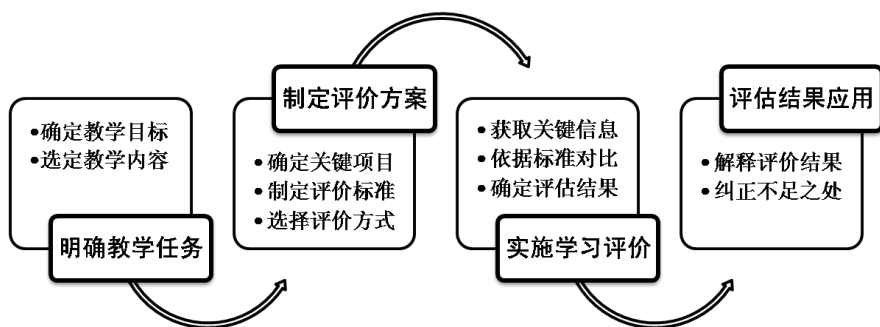 •确定教学目标
•选定教学内容
明确教学任务
制定评价方案
•确定关键项目
•制定评价标准
•选择评价方式
•获取关键信息
•依据标准对比
•确定评估结果
实施学习评价
评估结果应用
•解释评价结果
•纠正不足之处